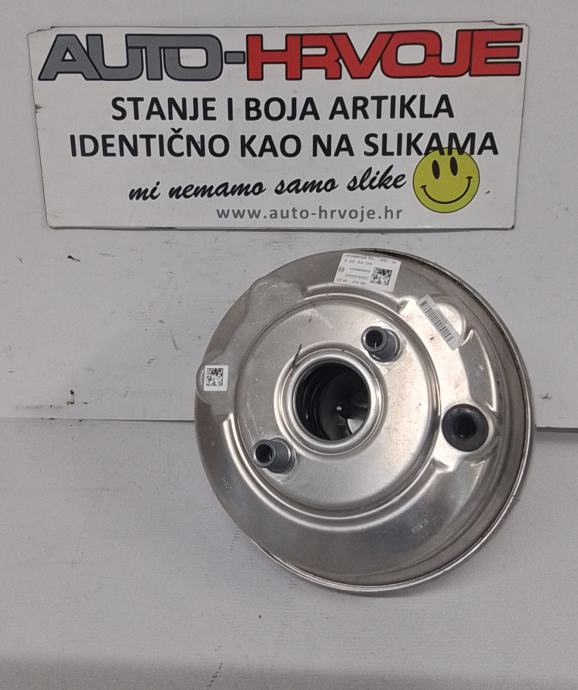 AUTO-HRVOJE
STANJE I BOJA ARTIKLA
IDENTIČNO KAO NA SLIKAMA
mi nemamo samo slike
www.auto-hrvoje.hr